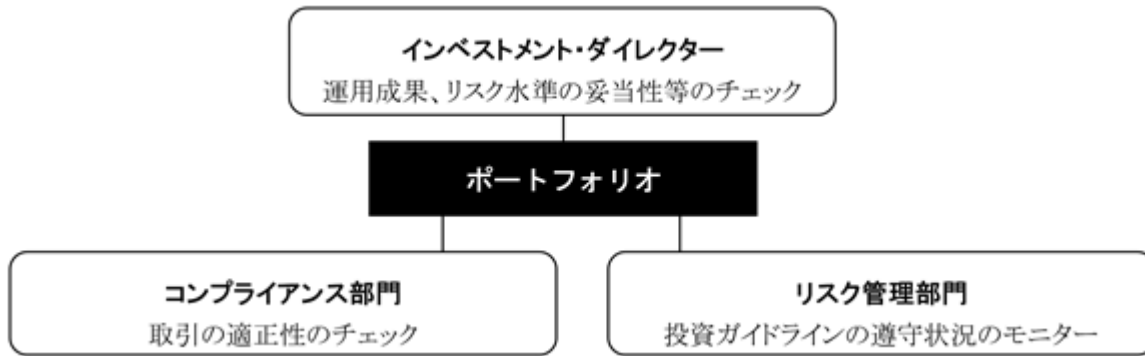 インベストメント・ダイレクター
運用成果、リスク水準の妥当性等のチェック
ポートフォリオ
コンプライアンス部門
取引の適正性のチェック
リスク管理部門
投資ガイドラインの遵守状況のモニター